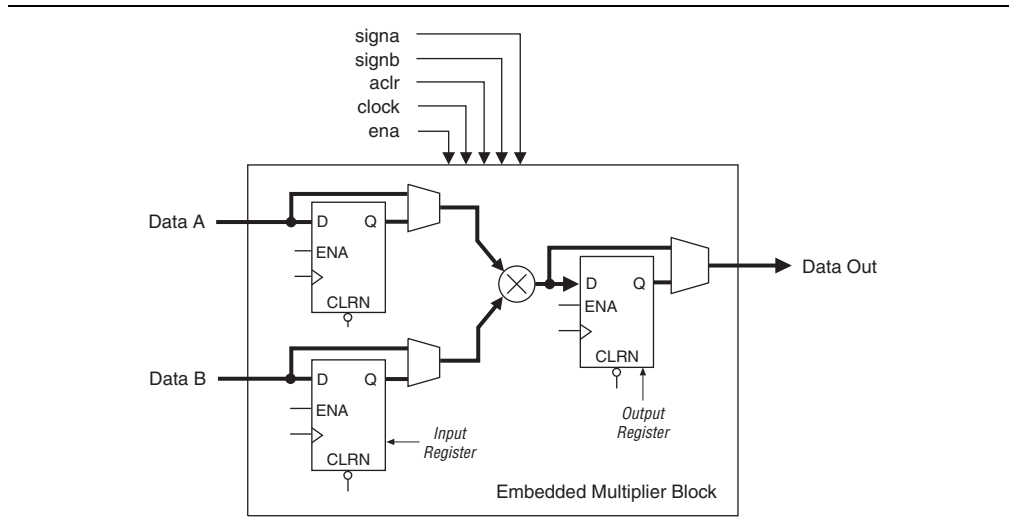 signa
signb
aclr
clock
ena
Data A
D Q
ENA
CLRN
Data B
D Q
ENA
CLRN
Input
Register
D Q
ENA
CLRN
Output
Register
Data Out
Embedded Multiplier Block